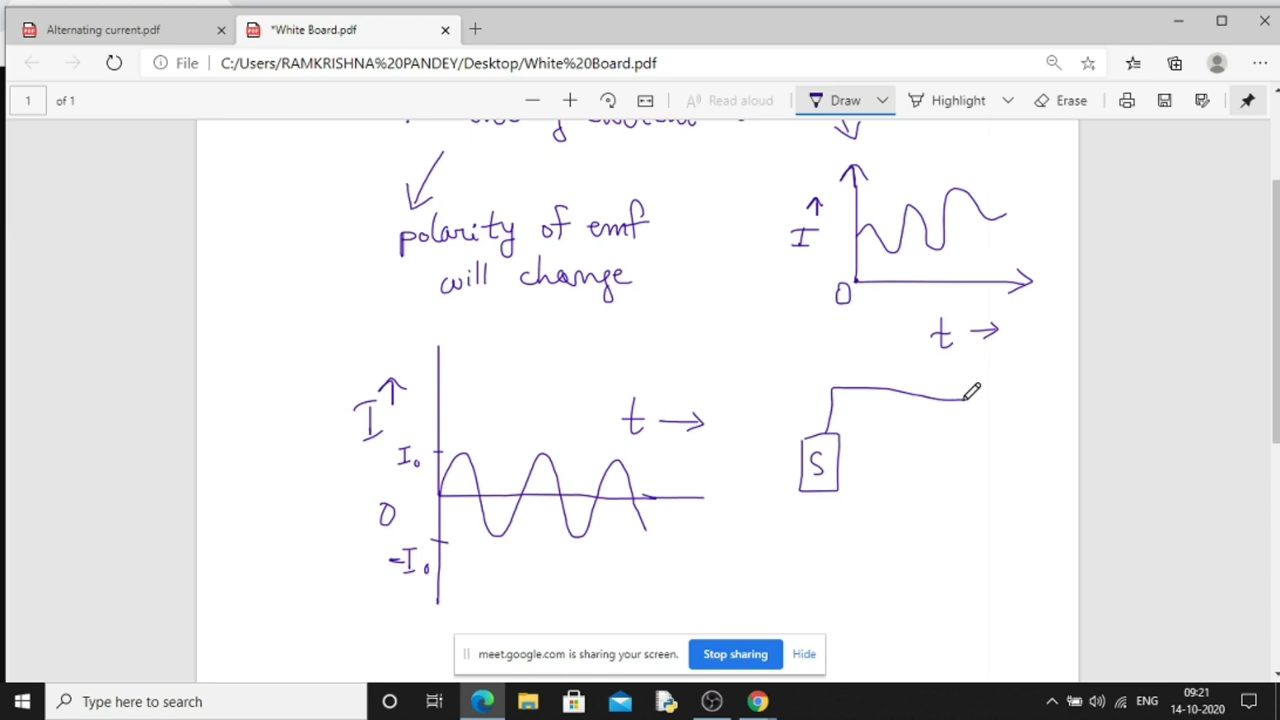 Alternating current.pdf
*White Board.pdf
File
C:/Users/RAMKRISHNA%20PANDEY/Desktop/White%20Board.pdf
1
of 1
Read aloud
Draw
Highlight
Erase
polarity of emf
will change
I
0
t
I
I₀
0
-I₀
t
S
meet.google.com is sharing your screen.
Stop sharing
Hide
Type here to search
ENG
09:21
14-10-2020